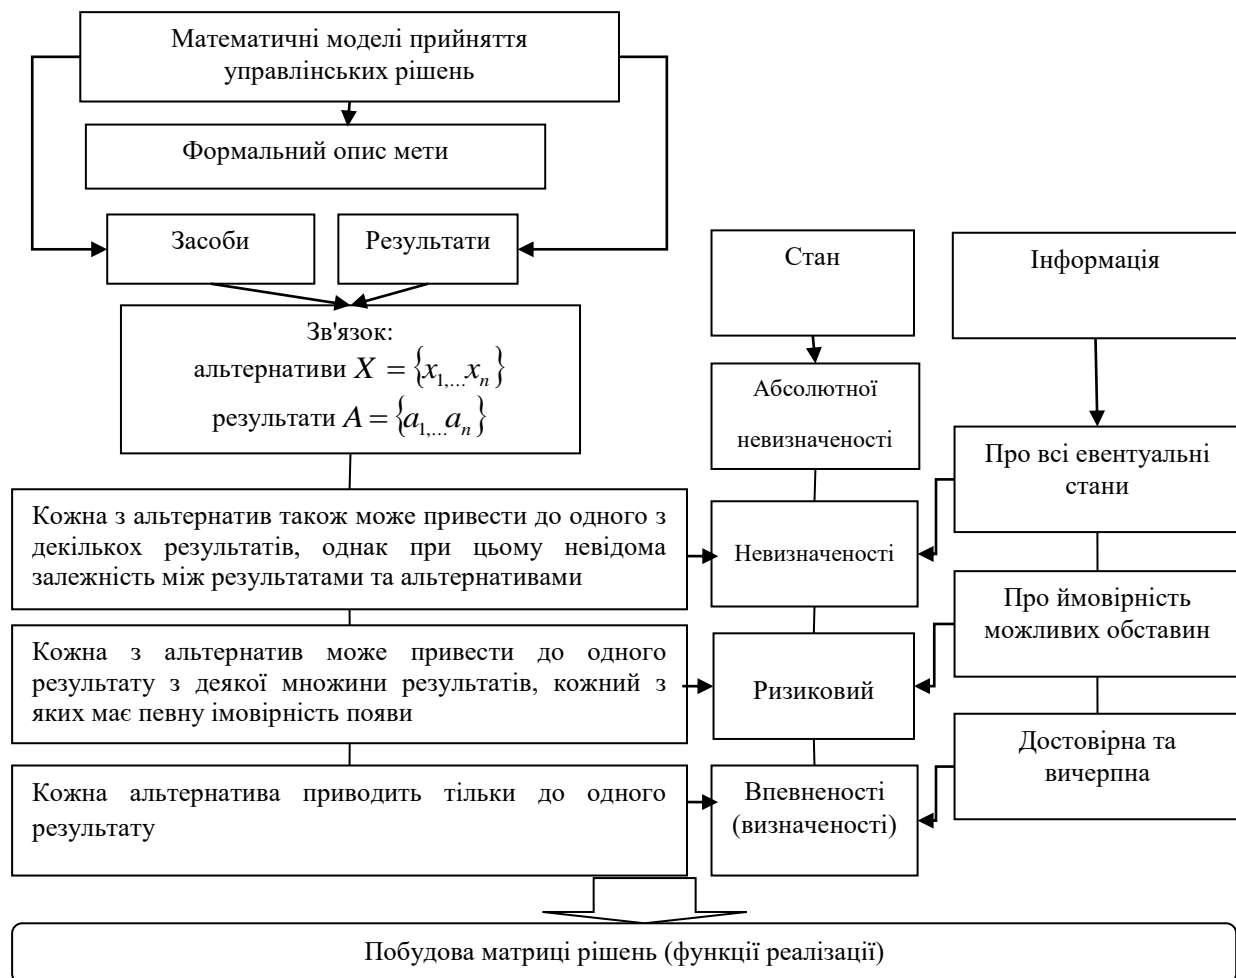 Математичні моделі прийняття
управлінських рішень
Формальний опис мети
Засоби
Результати
Стан
Інформація
Зв'язок:
альтернативи X = {x₁,...xₙ}
результати A = {a₁,...aₙ}
Абсолютної
невизначеності
Про всі евентуальні
стани
Кожна з альтернатив також може привести до одного з
декількох результатів, однак при цьому невідома
залежність між результатами та альтернативами
Невизначеності
Про ймовірність
можливих обставин
Кожна з альтернатив може привести до одного
результату з деякої множини результатів, кожний з
яких має певну імовірність появи
Ризиковий
Достовірна та
вичерпна
Кожна альтернатива приводить тільки до одного
результату
Впевненості
(визначеності)
Побудова матриці рішень (функції реалізації)